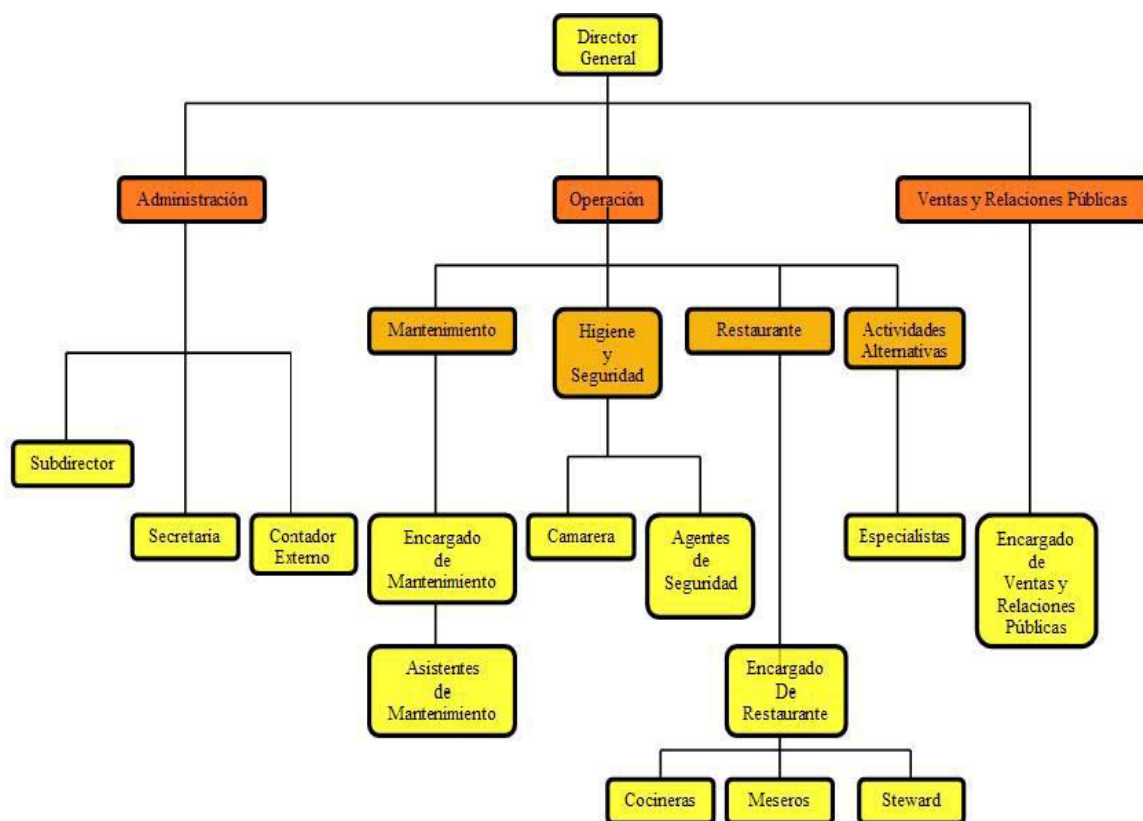 Director
General
Administración
Operación
Ventas y Relaciones Públicas
Mantenimiento
Higiene
y
Seguridad
Restaurante
Actividades
Alternativas
Subdirector
Secretaria
Contador
Externo
Encargado
de
Mantenimiento
Camarera
Agentes
de
Seguridad
Especialistas
Encargado
de
Ventas y
Relaciones
Públicas
Asistentes
de
Mantenimiento
Encargado
De
Restaurante
Cocineras
Meseros
Steward